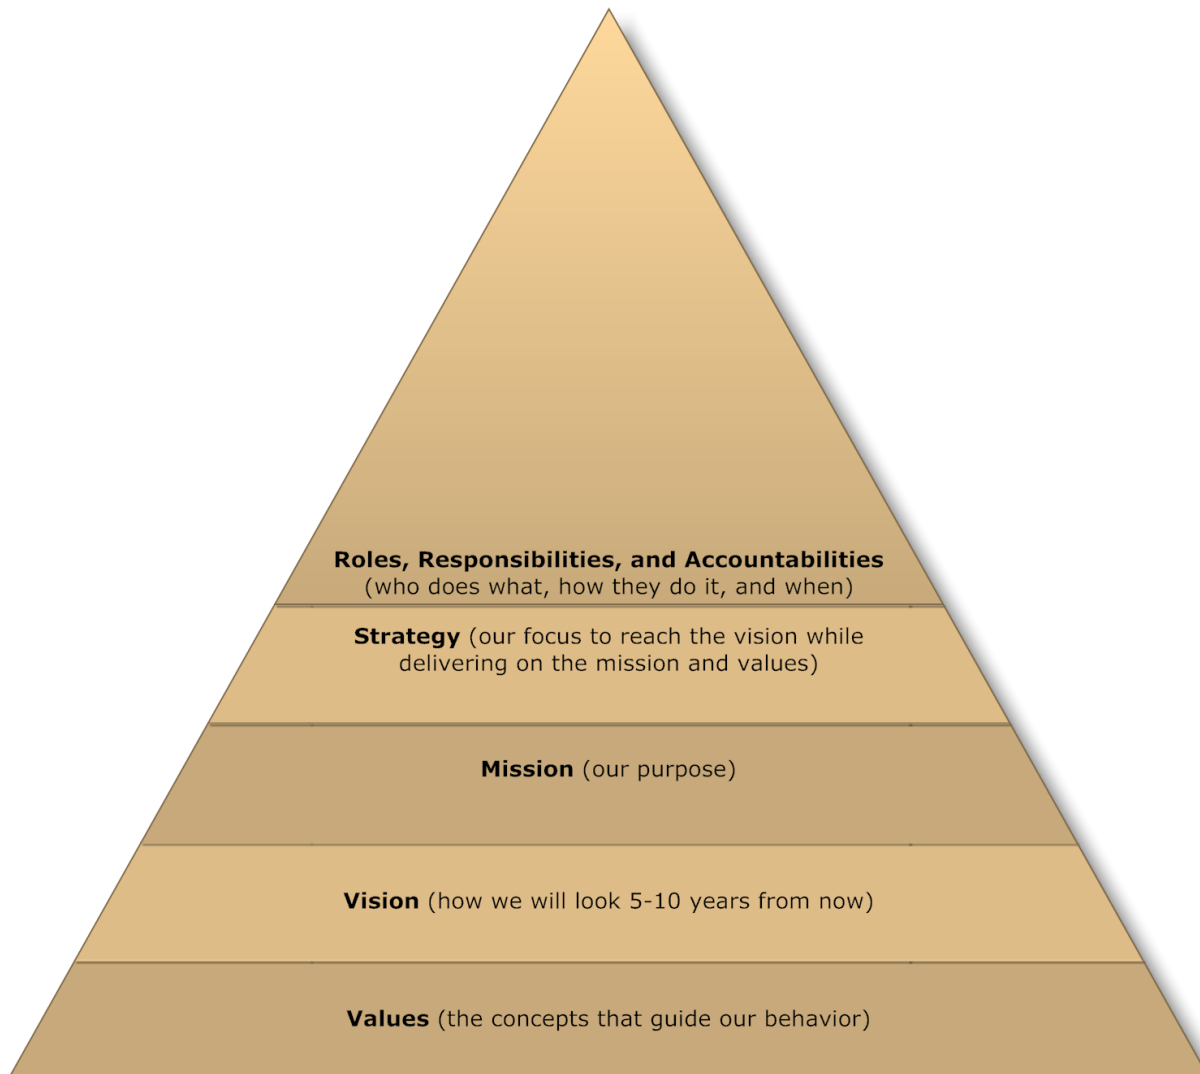 Roles, Responsibilities, and Accountabilities
(who does what, how they do it, and when)
Strategy (our focus to reach the vision while
delivering on the mission and values)
Mission (our purpose)
Vision (how we will look 5-10 years from now)
Values (the concepts that guide our behavior)